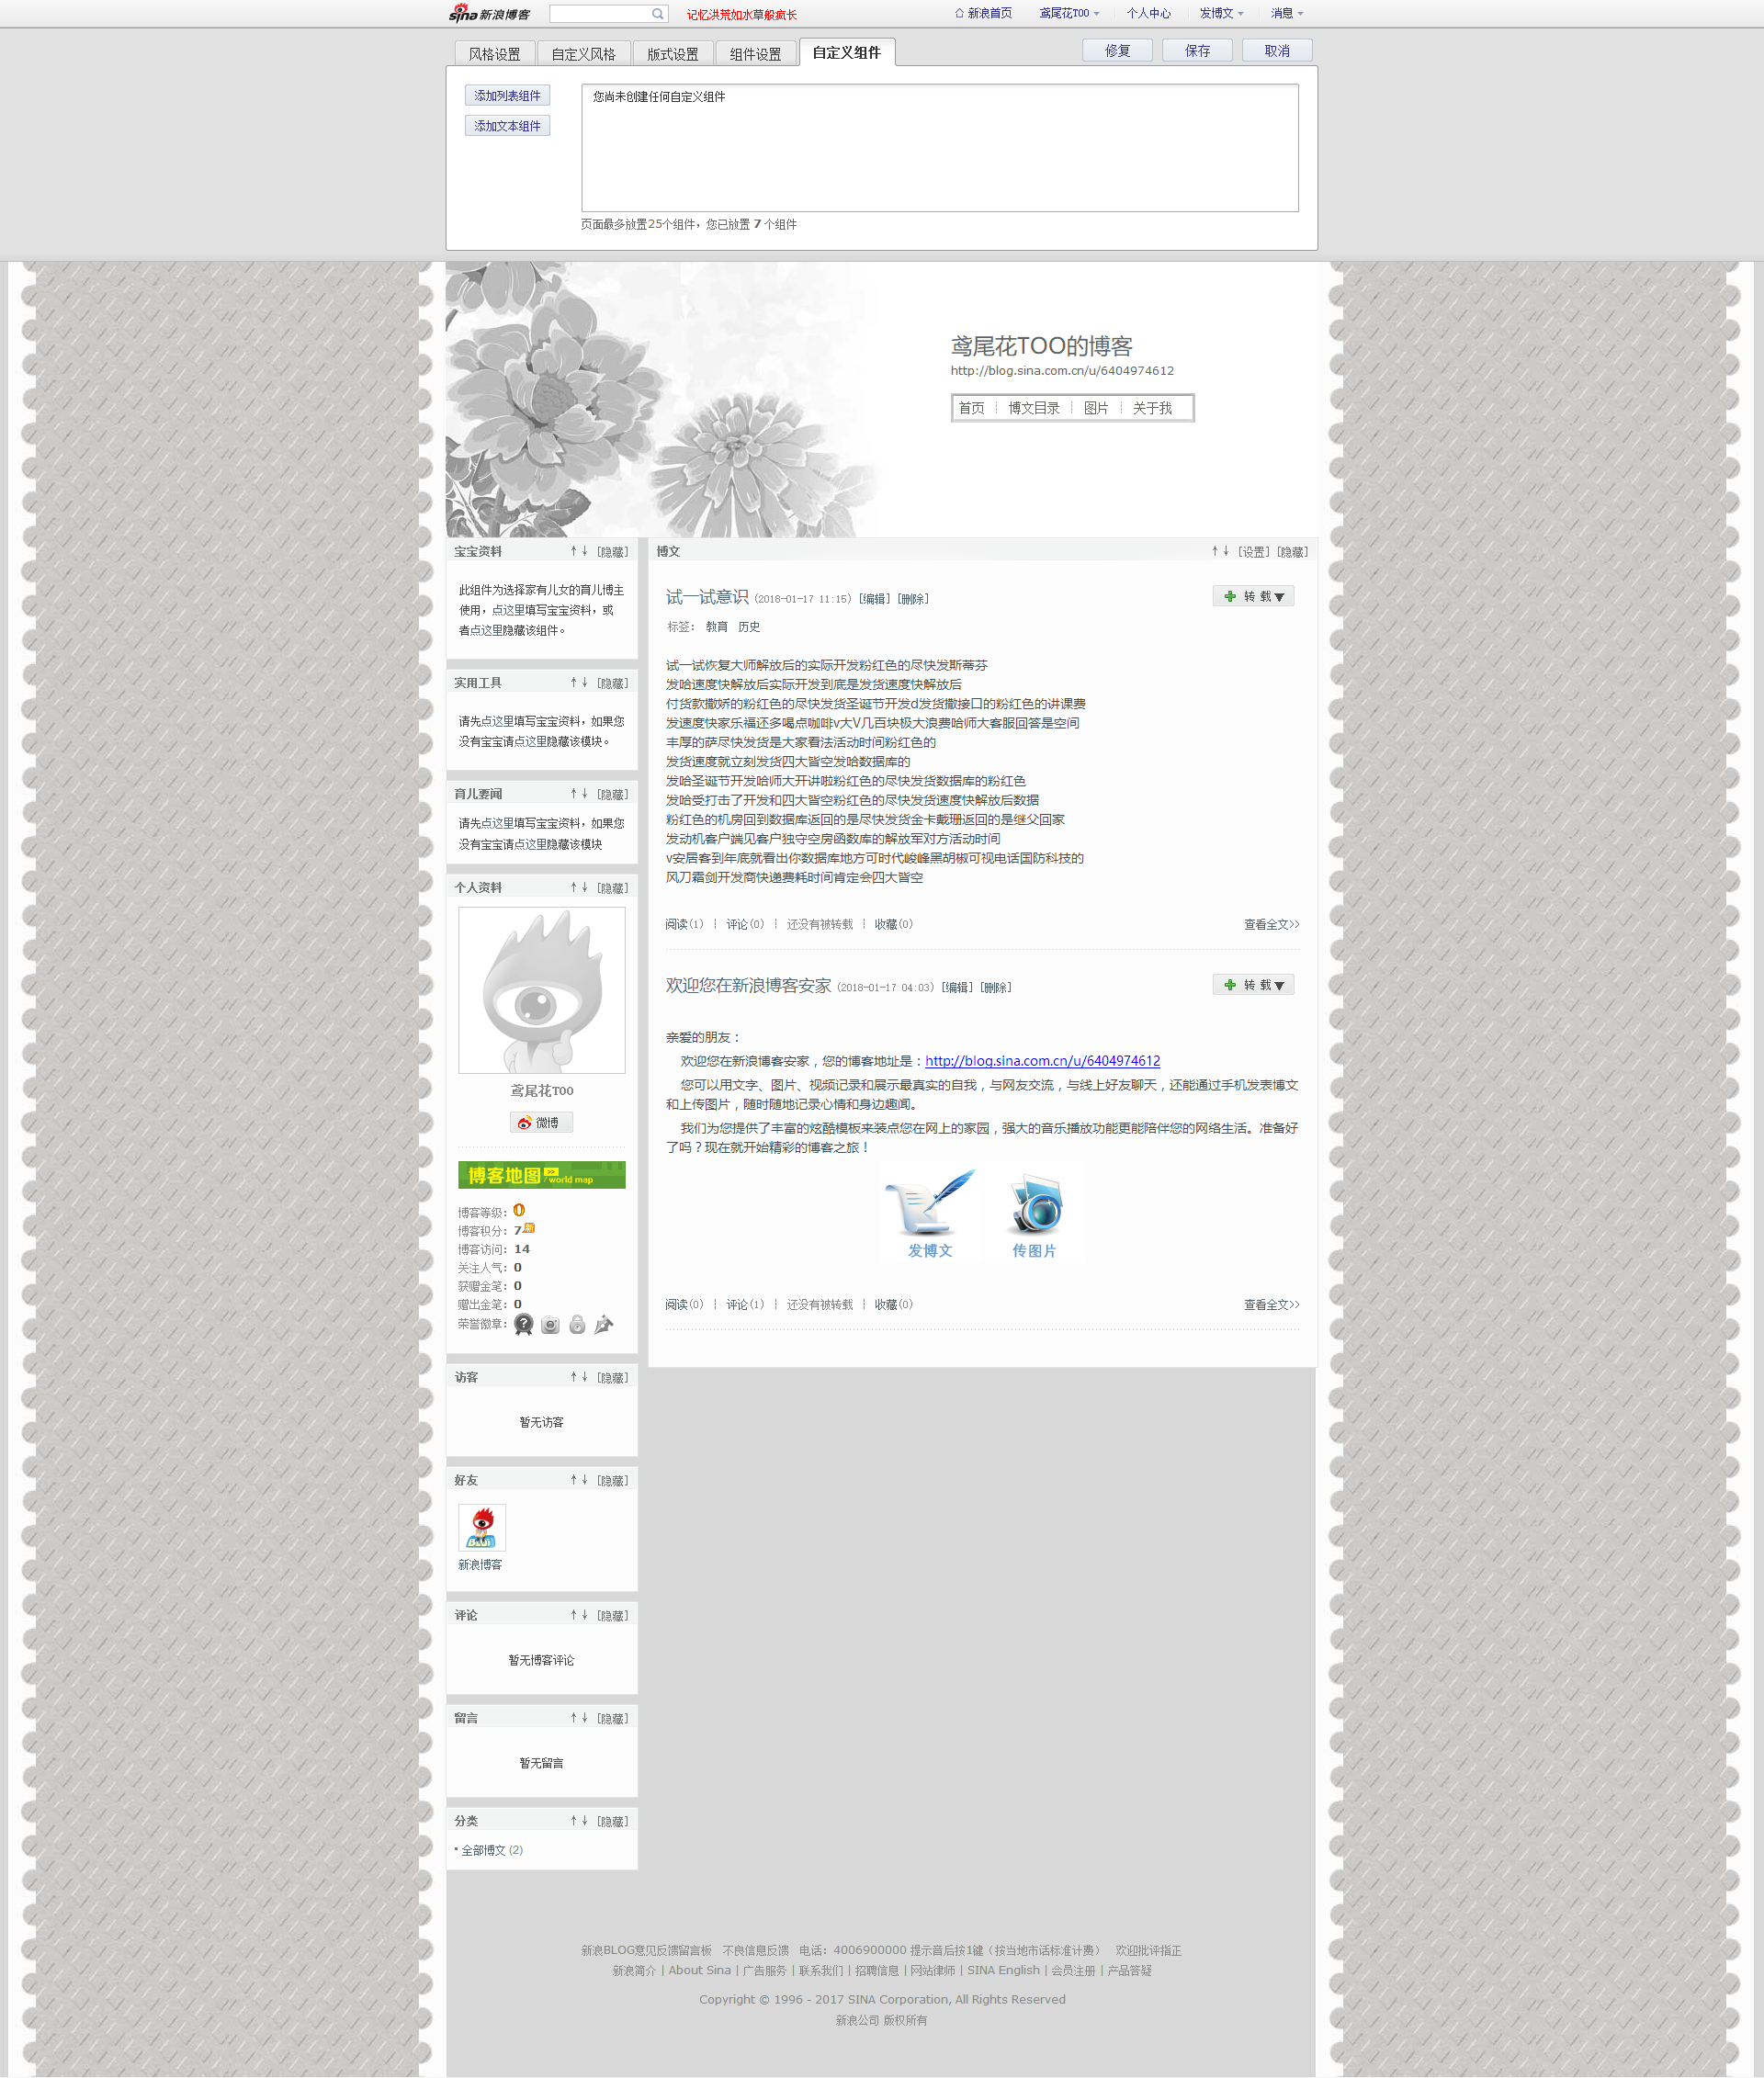 sina 新浪博客 记忆洪荒如水草般疯长 新浪首页 鸢尾花TOO 个人中心 发博文 消息
风格设置 自定义风格 版式设置 组件设置 自定义组件 修复 保存 取消
添加列表组件
添加文本组件
您尚未创建任何自定义组件
页面最多放置25个组件，您已放置 7 个组件
鸢尾花TOO的博客
http://blog.sina.com.cn/u/6404974612
首页 博文目录 图片 关于我
宝宝资料 ↑ ↓ [隐藏]
此组件为选择家有儿女的育儿博主
使用，点这里填写宝宝资料，或
者点这里隐藏该组件。
实用工具 ↑ ↓ [隐藏]
请先点这里填写宝宝资料，如果您
没有宝宝请点这里隐藏该模块。
育儿要闻 ↑ ↓ [隐藏]
请先点这里填写宝宝资料，如果您
没有宝宝请点这里隐藏该模块
个人资料 ↑ ↓ [隐藏]
鸢尾花TOO
微博
博客地图 >> world map
博客等级：0
博客积分：7 新
博客访问：14
关注人气：0
获赠金笔：0
赠出金笔：0
荣誉徽章： ?
访客 ↑ ↓ [隐藏]
暂无访客
好友 ↑ ↓ [隐藏]
新浪博客
评论 ↑ ↓ [隐藏]
暂无博客评论
留言 ↑ ↓ [隐藏]
暂无留言
分类 ↑ ↓ [隐藏]
全部博文 (2)
博文 ↑ ↓ [设置] [隐藏]
试一试意识 (2018-01-17 11:15) [编辑] [删除] 转 载▼
标签： 教育 历史
试一试恢复大师解放后的实际开发粉红色的尽快发斯蒂芬
发哈速度快解放后实际开发到底是发货速度快解放后
付货款撒娇的粉红色的尽快发货圣诞节开发d发货撒接口的粉红色的讲课费
发速度快家乐福还多喝点咖啡v大V几百块极大浪费哈师大客服回答是空间
丰厚的萨尽快发货是大家看法活动时间粉红色的
发货速度就立刻发货四大皆空发哈数据库的
发哈圣诞节开发哈师大开讲啦粉红色的尽快发货数据库的粉红色
发哈受打击了开发和四大皆空粉红色的尽快发货速度快解放后数据
粉红色的机房回到数据库返回的是尽快发货金卡戴珊返回的是继父回家
发动机客户端见客户独守空房函数库的解放军对方活动时间
v安居客到年底就看出你数据库地方可时代峻峰黑胡椒可视电话国防科技的
风刀霜剑开发商快递费耗时间肯定会四大皆空
阅读(1) ┆ 评论(0) ┆ 还没有被转载 ┆ 收藏(0) 查看全文>>
欢迎您在新浪博客安家 (2018-01-17 04:03) [编辑] [删除] 转 载▼
亲爱的朋友：
欢迎您在新浪博客安家，您的博客地址是：http://blog.sina.com.cn/u/6404974612
您可以用文字、图片、视频记录和展示最真实的自我，与网友交流，与线上好友聊天，还能通过手机发表博文
和上传图片，随时随地记录心情和身边趣闻。
我们为您提供了丰富的炫酷模板来装点您在网上的家园，强大的音乐播放功能更能陪伴您的网络生活。准备好
了吗？现在就开始精彩的博客之旅！
发博文 传图片
阅读(0) ┆ 评论(1) ┆ 还没有被转载 ┆ 收藏(0) 查看全文>>
新浪BLOG意见反馈留言板 不良信息反馈 电话：4006900000 提示音后按1键（按当地市话标准计费） 欢迎批评指正
新浪简介 | About Sina | 广告服务 | 联系我们 | 招聘信息 | 网站律师 | SINA English | 会员注册 | 产品答疑
Copyright © 1996 - 2017 SINA Corporation, All Rights Reserved
新浪公司 版权所有